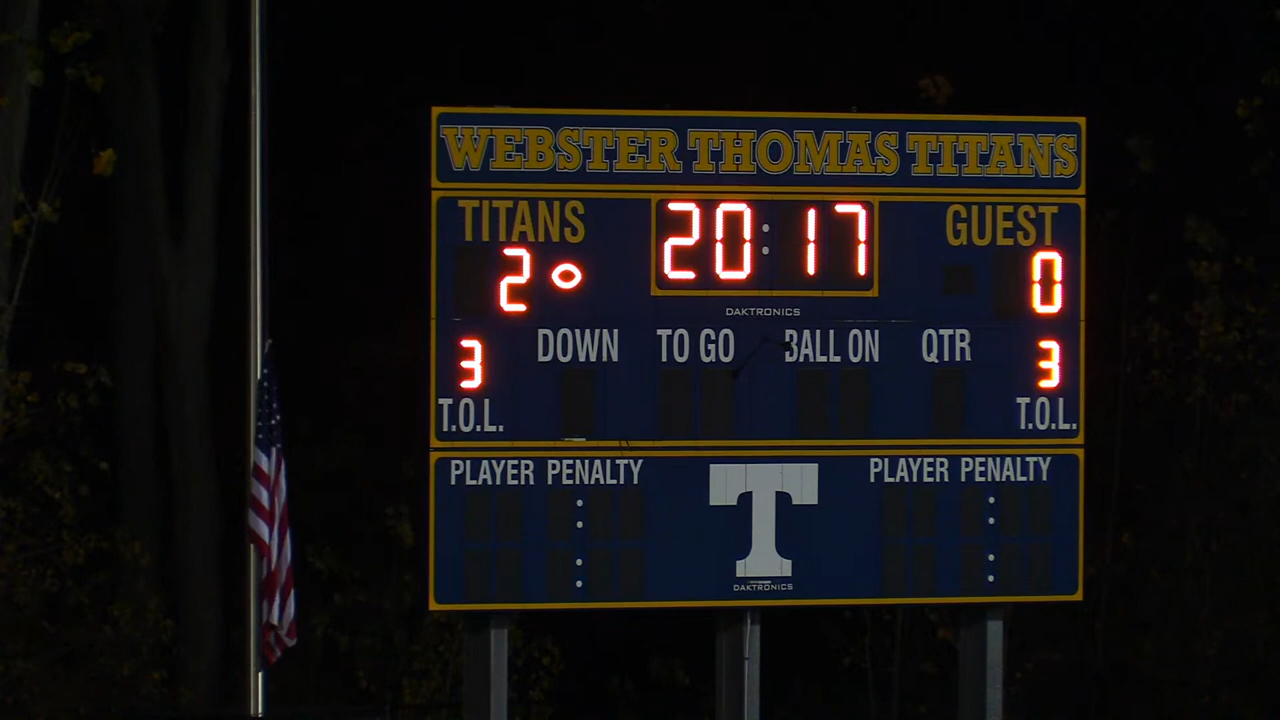 WEBSTER THOMAS TITANS
TITANS 20:17 GUEST
2 0
DAKTRONICS
DOWN TO GO BALL ON QTR
3 3
T.O.L. T.O.L.
PLAYER PENALTY PLAYER PENALTY
: :
T
: :
DAKTRONICS